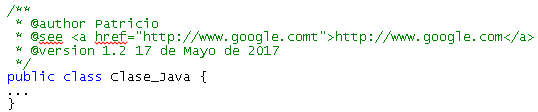 /**
 * @author Patricio
 * @see <a href="http://www.google.comt">http://www.google.com</a>
 * @version 1.2 17 de Mayo de 2017
 */
public class Clase_Java {
...
}